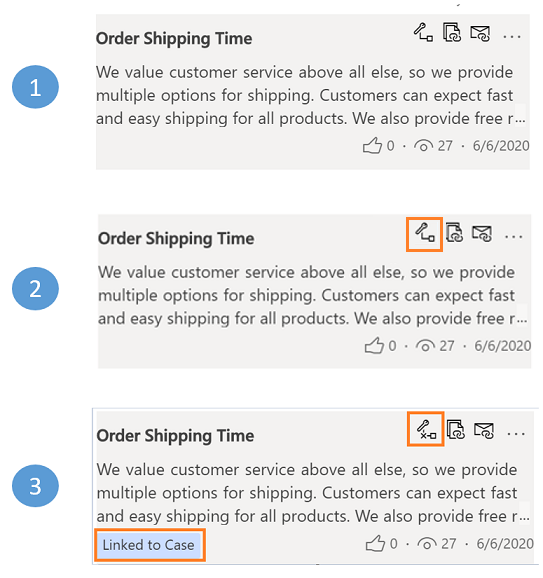 Order Shipping Time
...
1
We value customer service above all else, so we provide
multiple options for shipping. Customers can expect fast
and easy shipping for all products. We also provide free r...
0 · 27 · 6/6/2020
Order Shipping Time
...
2
We value customer service above all else, so we provide
multiple options for shipping. Customers can expect fast
and easy shipping for all products. We also provide free r...
0 · 27 · 6/6/2020
Order Shipping Time
...
3
We value customer service above all else, so we provide
multiple options for shipping. Customers can expect fast
and easy shipping for all products. We also provide free r...
Linked to Case 0 · 27 · 6/6/2020